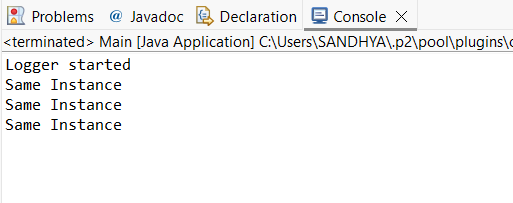 Problems @ Javadoc Declaration Console
<terminated> Main [Java Application] C:\Users\SANDHYA\.p2\pool\plugins\
Logger started
Same Instance
Same Instance
Same Instance